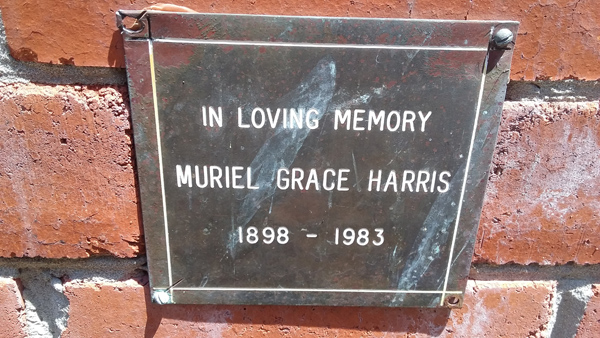 IN LOVING MEMORY
MURIEL GRACE HARRIS
1898 - 1983